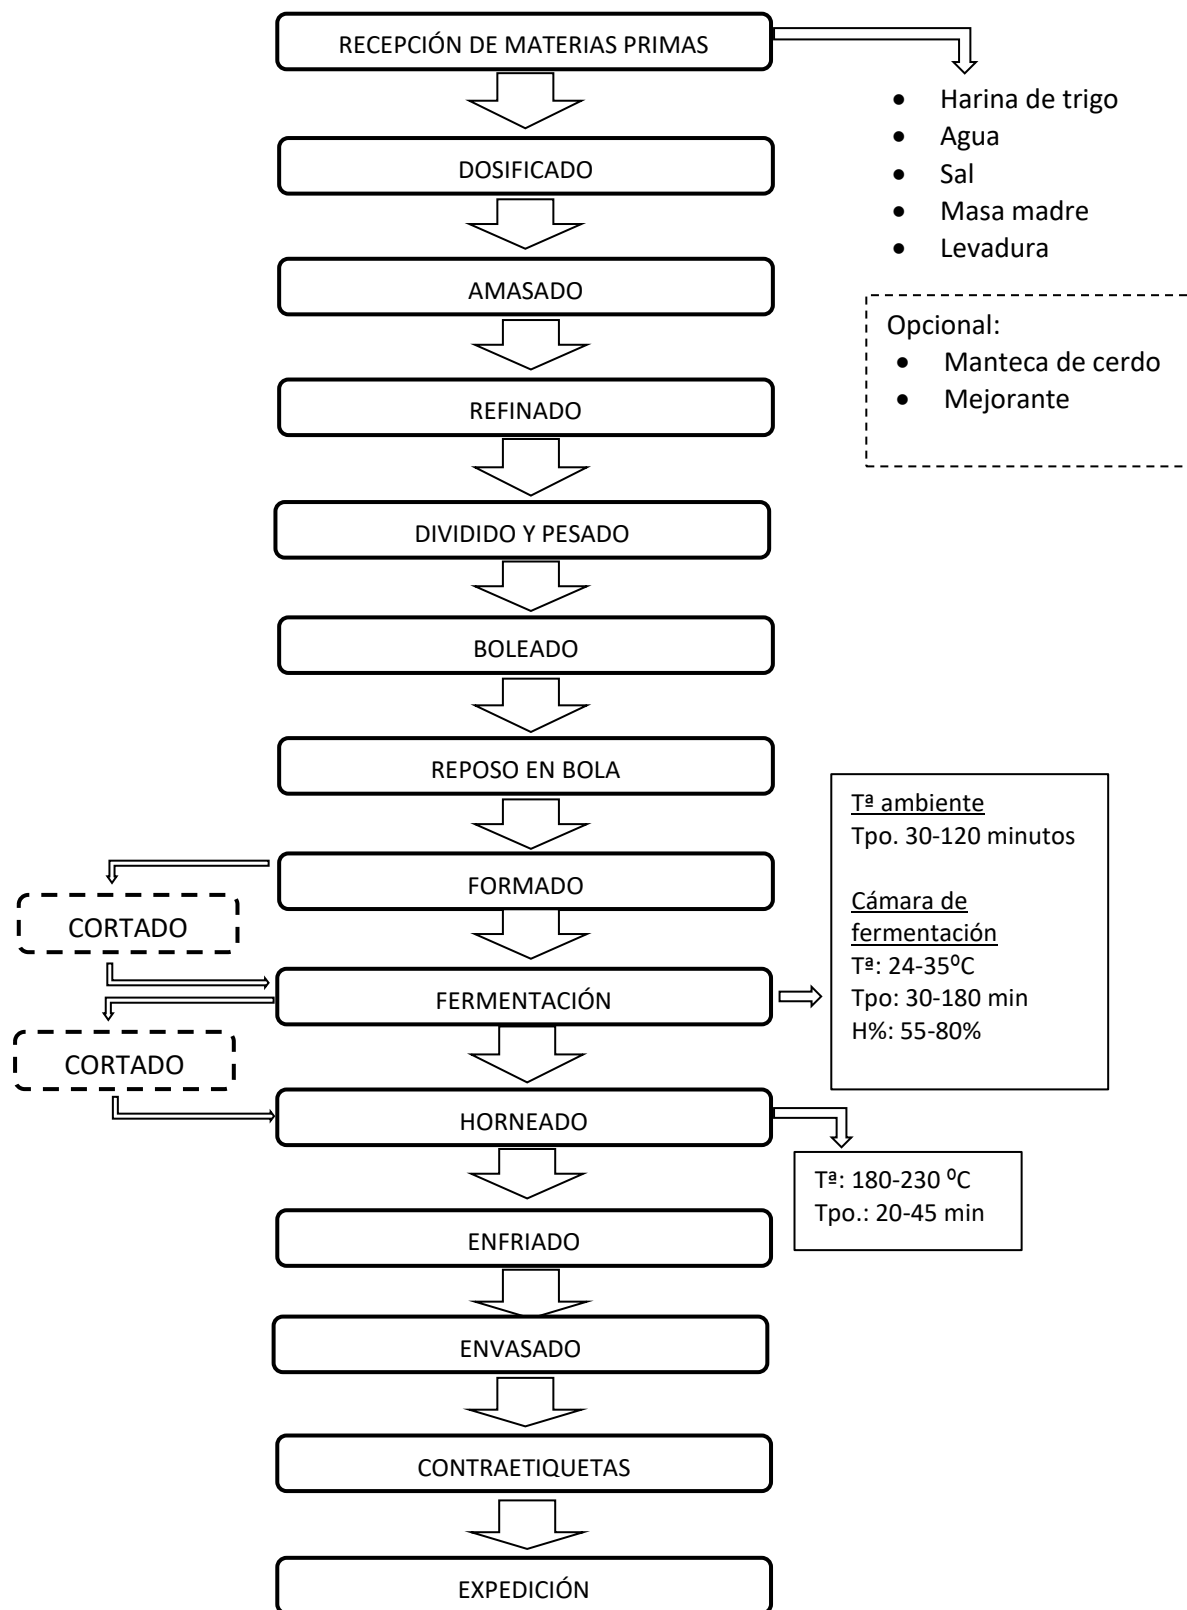 RECEPCIÓN DE MATERIAS PRIMAS
• Harina de trigo
• Agua
• Sal
• Masa madre
• Levadura
DOSIFICADO
AMASADO
Opcional:
• Manteca de cerdo
• Mejorante
REFINADO
DIVIDIDO Y PESADO
BOLEADO
REPOSO EN BOLA
Tª ambiente
Tpo. 30-120 minutos
Cámara de
fermentación
Tª: 24-35⁰C
Tpo: 30-180 min
H%: 55-80%
FORMADO
CORTADO
FERMENTACIÓN
CORTADO
HORNEADO
Tª: 180-230 ⁰C
Tpo.: 20-45 min
ENFRIADO
ENVASADO
CONTRAETIQUETAS
EXPEDICIÓN